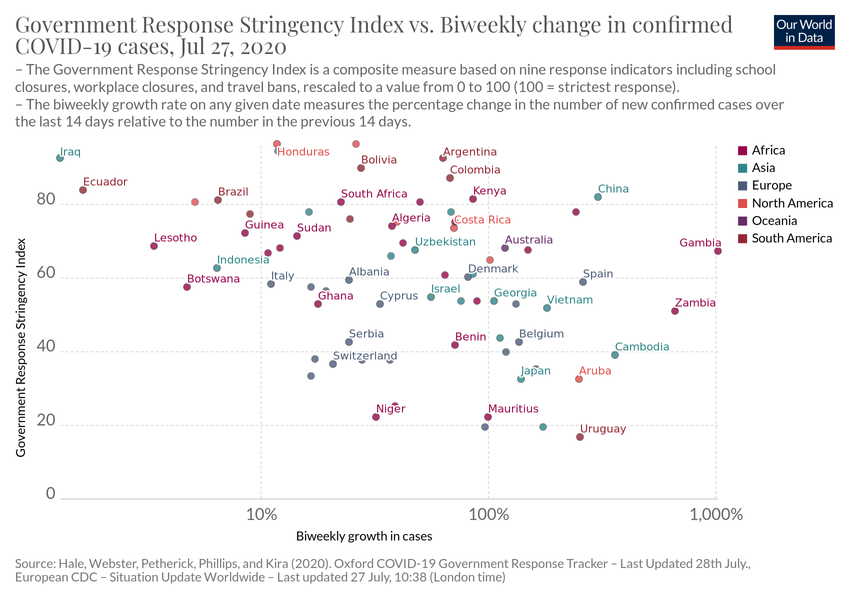 Government Response Stringency Index vs. Biweekly change in confirmed
COVID-19 cases, Jul 27, 2020
Our World
in Data
– The Government Response Stringency Index is a composite measure based on nine response indicators including school
closures, workplace closures, and travel bans, rescaled to a value from 0 to 100 (100 = strictest response).
– The biweekly growth rate on any given date measures the percentage change in the number of new confirmed cases over
the last 14 days relative to the number in the previous 14 days.
Iraq
Honduras
Argentina
Bolivia
Colombia
Ecuador
Brazil
South Africa
Kenya
China
80
Guinea
Sudan
Algeria
Costa Rica
Lesotho
Uzbekistan
Australia
Gambia
Indonesia
60
Botswana
Italy
Albania
Denmark
Spain
Ghana
Cyprus
Israel
Georgia
Vietnam
Zambia
Serbia
Benin
Belgium
40
Switzerland
Cambodia
Japan
Aruba
20
Niger
Mauritius
Uruguay
0
10%
100%
1,000%
Government Response Stringency Index
Biweekly growth in cases
Africa
Asia
Europe
North America
Oceania
South America
Source: Hale, Webster, Petherick, Phillips, and Kira (2020). Oxford COVID-19 Government Response Tracker – Last Updated 28th July.,
European CDC – Situation Update Worldwide – Last updated 27 July, 10:38 (London time)